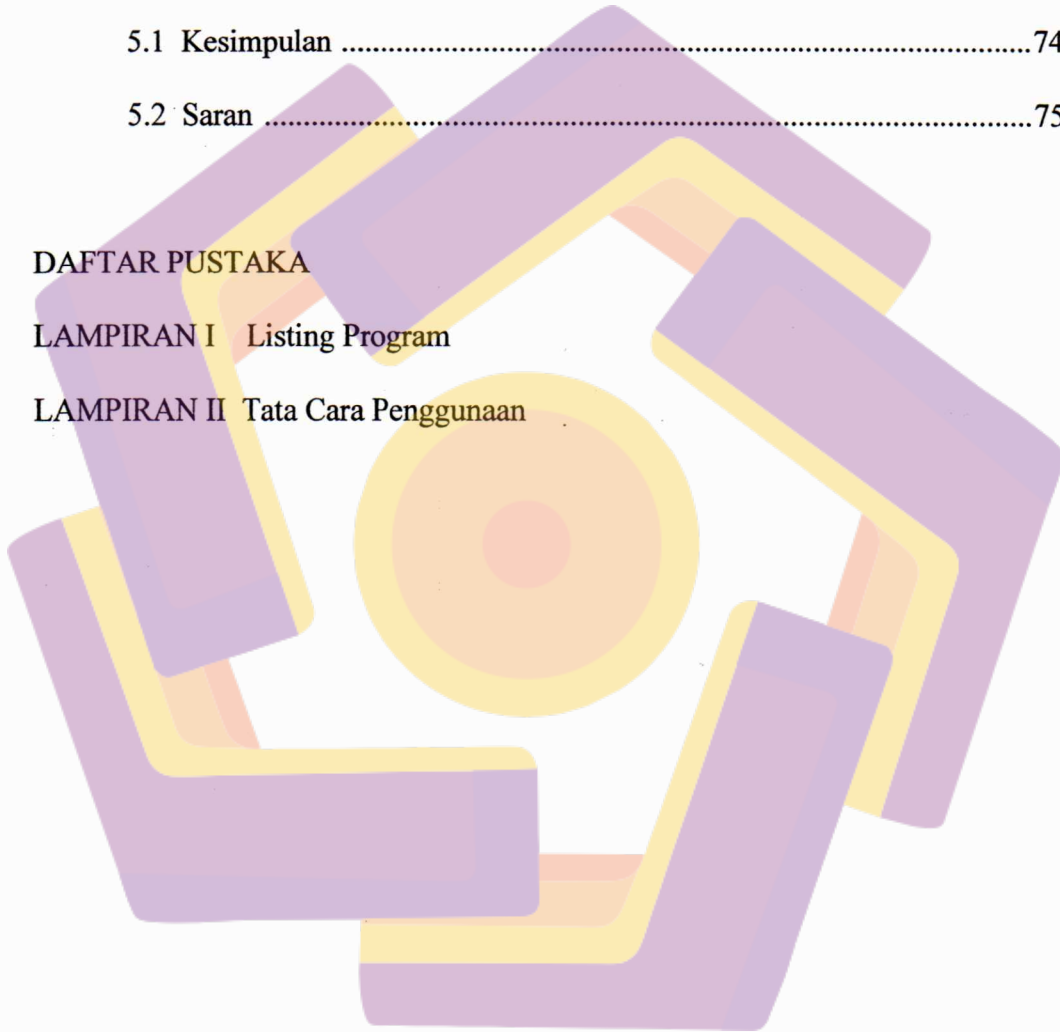 5.1 Kesimpulan ........................................................................................... 74
5.2 Saran ..................................................................................................... 75
DAFTAR PUSTAKA
LAMPIRAN I Listing Program
LAMPIRAN II Tata Cara Penggunaan